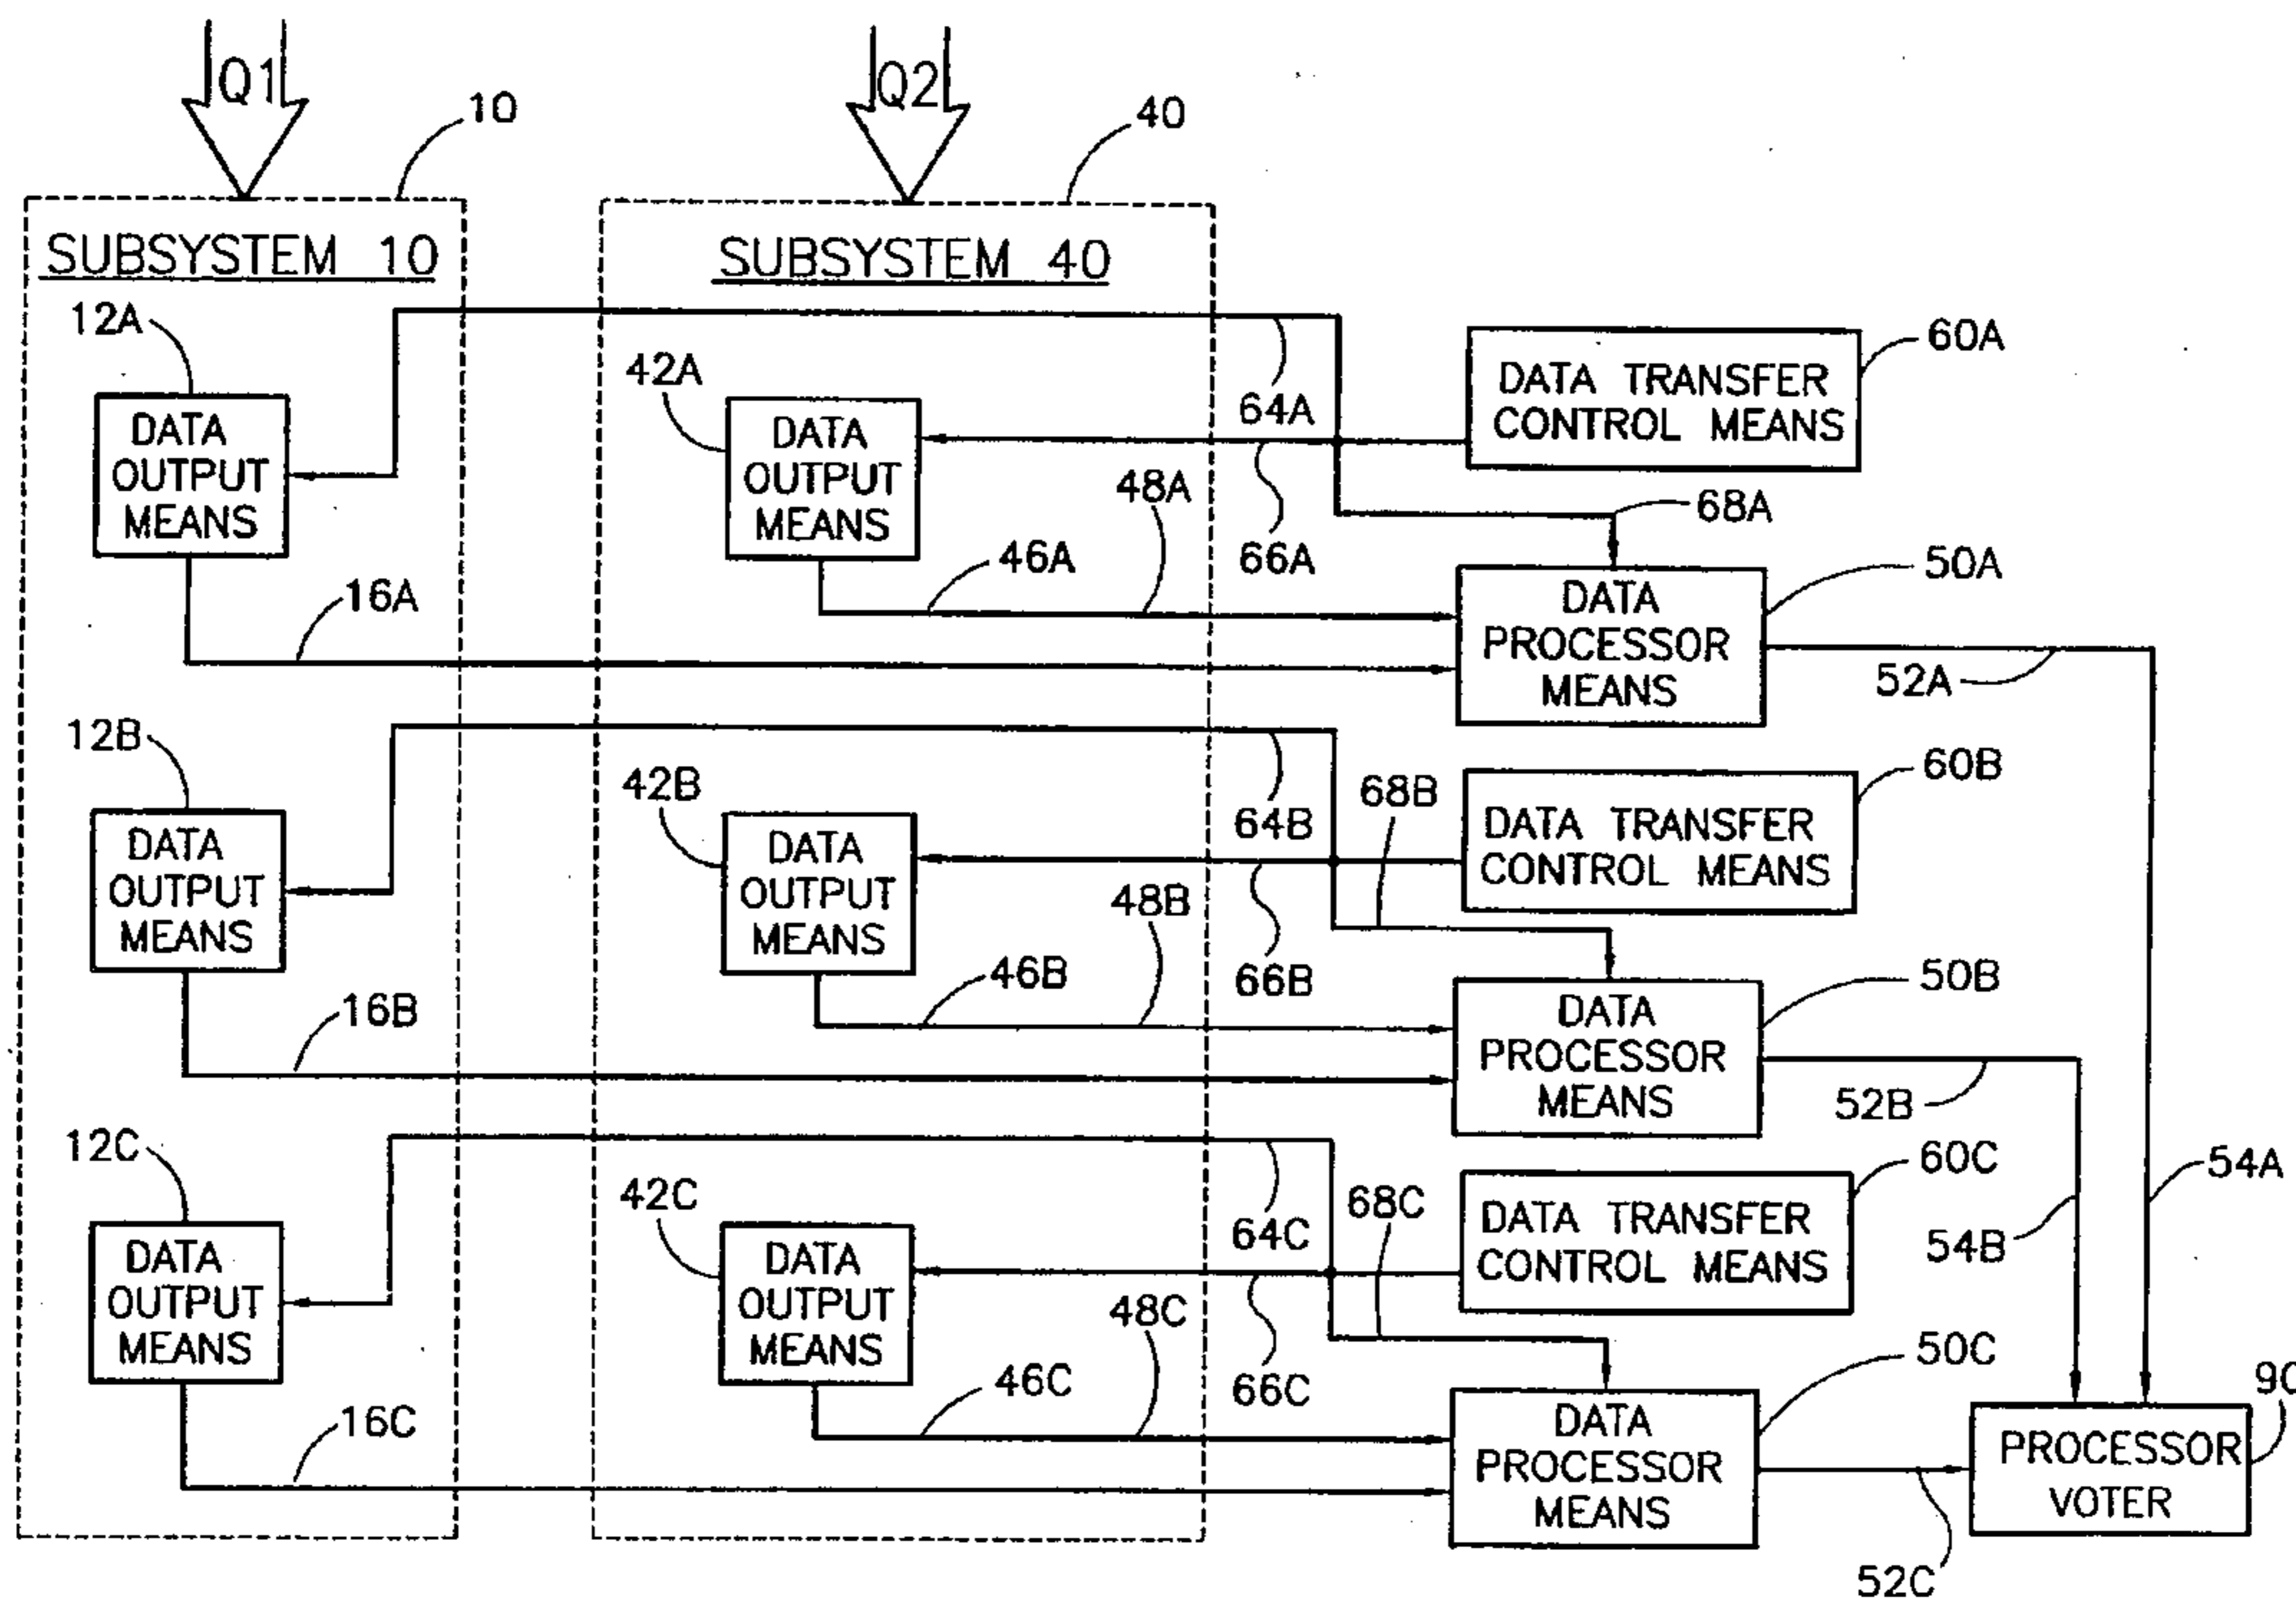 Q1
Q2
10
40
SUBSYSTEM 10
SUBSYSTEM 40
12A
DATA
OUTPUT
MEANS
42A
DATA
OUTPUT
MEANS
64A
66A
60A
DATA TRANSFER
CONTROL MEANS
68A
48A
46A
16A
50A
DATA
PROCESSOR
MEANS
52A
12B
DATA
OUTPUT
MEANS
42B
DATA
OUTPUT
MEANS
64B
66B
68B
60B
DATA TRANSFER
CONTROL MEANS
48B
46B
16B
50B
DATA
PROCESSOR
MEANS
52B
12C
DATA
OUTPUT
MEANS
42C
DATA
OUTPUT
MEANS
64C
66C
68C
60C
DATA TRANSFER
CONTROL MEANS
54A
54B
48C
46C
16C
50C
DATA
PROCESSOR
MEANS
52C
PROCESSOR
VOTER